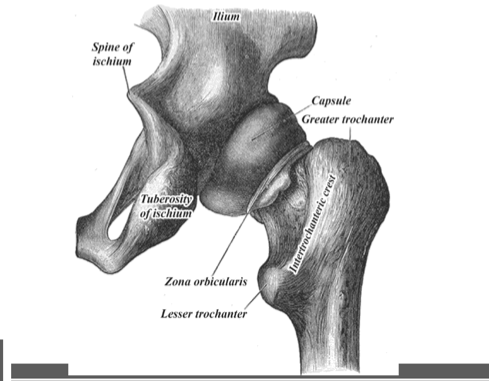 Ilium
Spine of
ischium
Capsule
Greater trochanter
Tuberosity
of ischium
Intertrochanteric crest
Zona orbicularis
Lesser trochanter